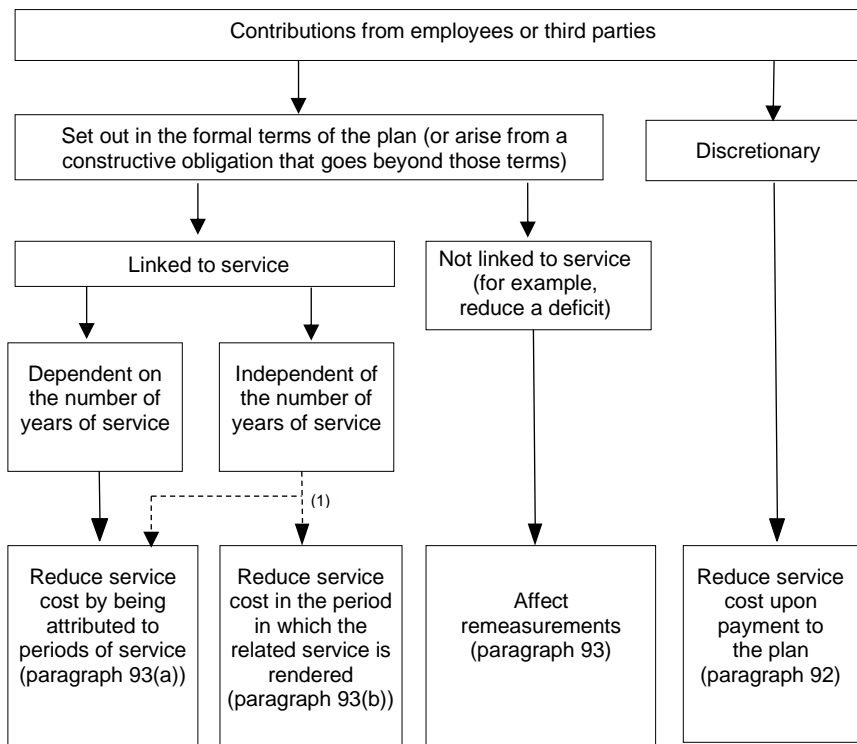 Contributions from employees or third parties
Set out in the formal terms of the plan (or arise from a
constructive obligation that goes beyond those terms)
Discretionary
Linked to service
Not linked to service
(for example,
reduce a deficit)
Dependent on
the number of
years of service
Independent of
the number of
years of service
(1)
Reduce service
cost by being
attributed to
periods of service
(paragraph 93(a))
Reduce service
cost in the period
in which the
related service is
rendered
(paragraph 93(b))
Affect
remeasurements
(paragraph 93)
Reduce service
cost upon
payment to
the plan
(paragraph 92)